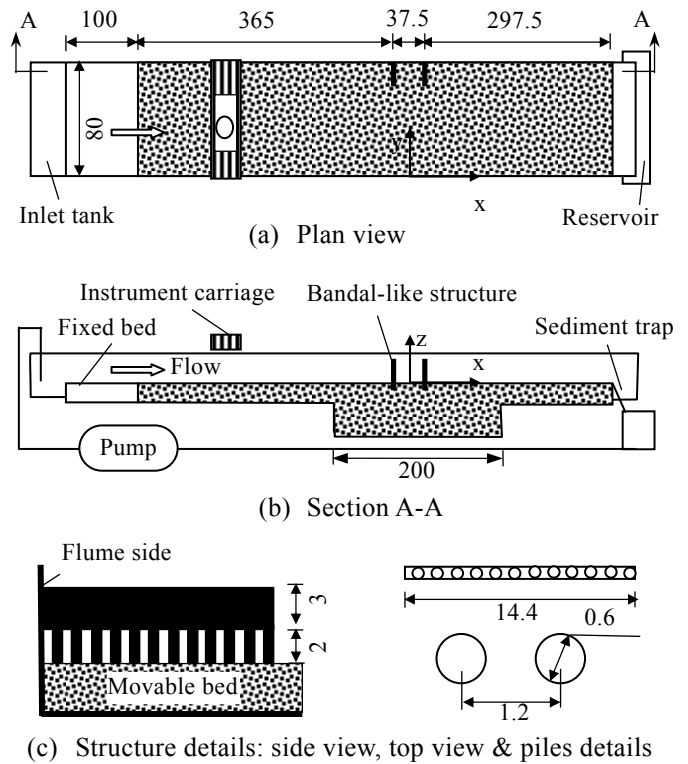 A 100 365 37.5 297.5 A
80
y
x
Inlet tank
Reservoir
(a) Plan view
Instrument carriage
Bandal-like structure
Fixed bed
Sediment trap
z
Flow
x
Pump
200
(b) Section A-A
Flume side
3
2
Movable bed
14.4
0.6
1.2
(c) Structure details: side view, top view & piles details